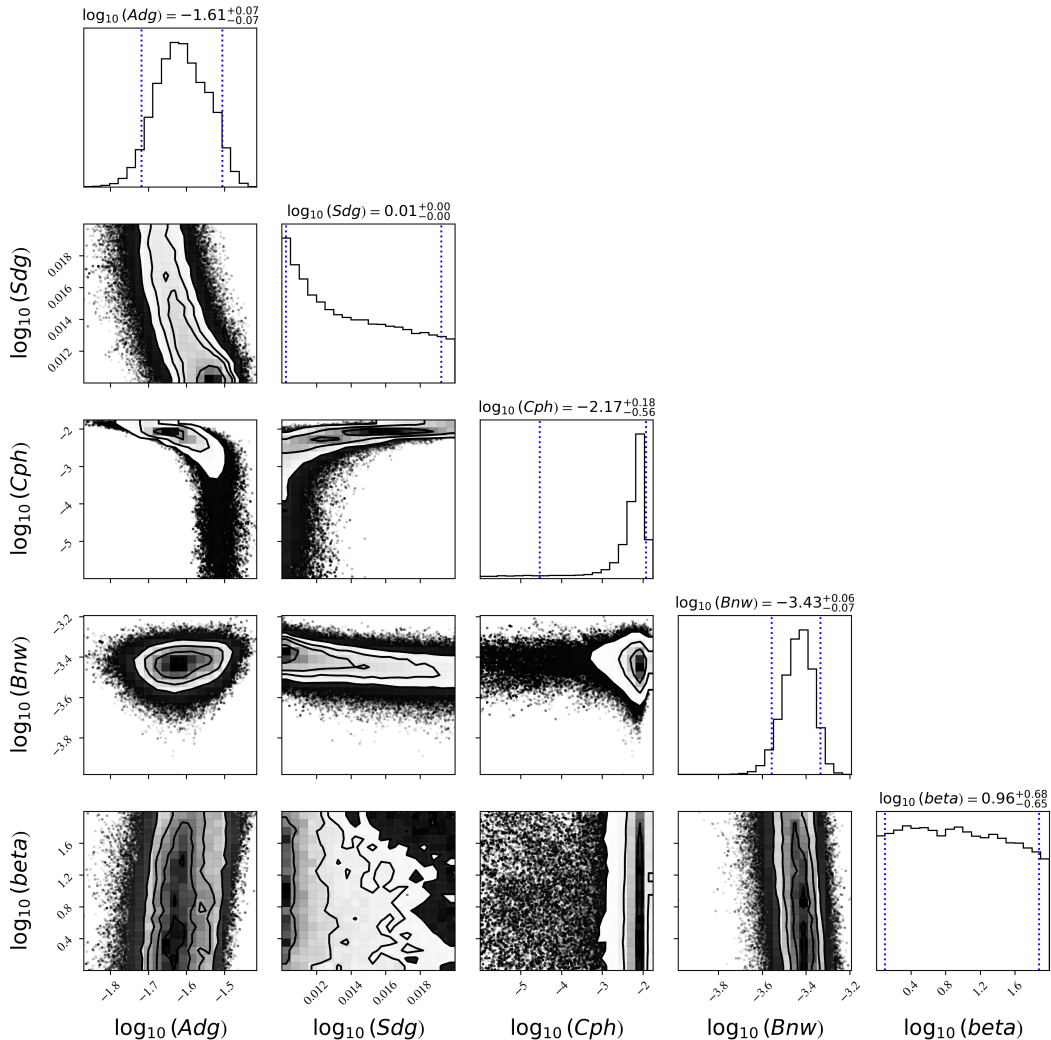 log₁₀(Adg) = −1.61 +0.07 −0.07
log₁₀(Sdg) = 0.01 +0.00 −0.00
log₁₀(Sdg)
0.018
0.016
0.014
0.012
log₁₀(Cph) = −2.17 +0.18 −0.56
log₁₀(Cph)
−2
−3
−4
−5
log₁₀(Bnw) = −3.43 +0.06 −0.07
log₁₀(Bnw)
−3.2
−3.4
−3.6
−3.8
log₁₀(beta) = 0.96 +0.68 −0.65
log₁₀(beta)
1.6
1.2
0.8
0.4
−1.8 −1.7 −1.6 −1.5
0.012 0.014 0.016 0.018
−5 −4 −3 −2
−3.8 −3.6 −3.4 −3.2
0.4 0.8 1.2 1.6
log₁₀(Adg) log₁₀(Sdg) log₁₀(Cph) log₁₀(Bnw) log₁₀(beta)